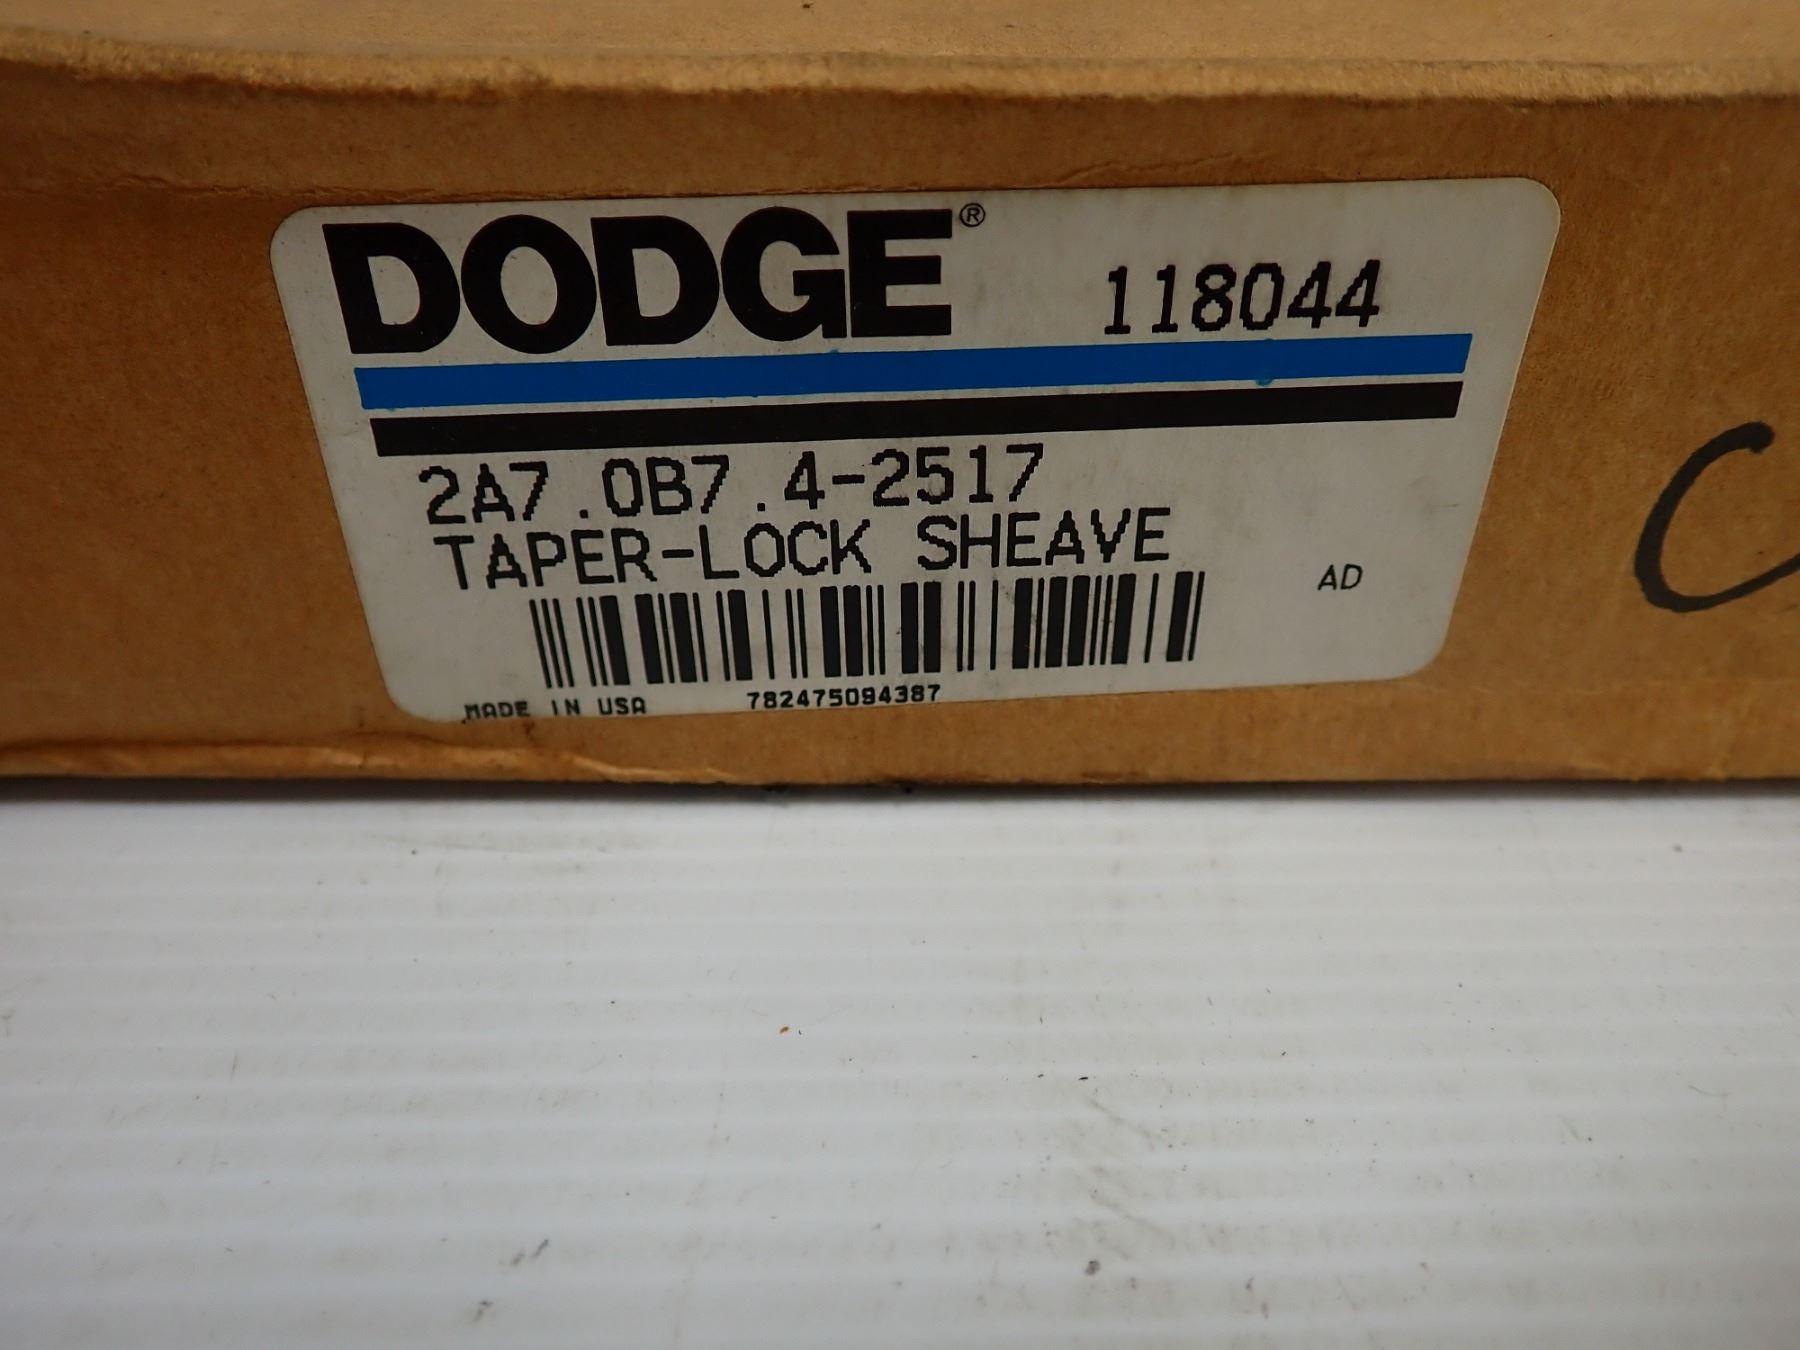 DODGE®
118044
2A7.0B7.4-2517
TAPER-LOCK SHEAVE
AD
MADE IN USA
782475094387
C